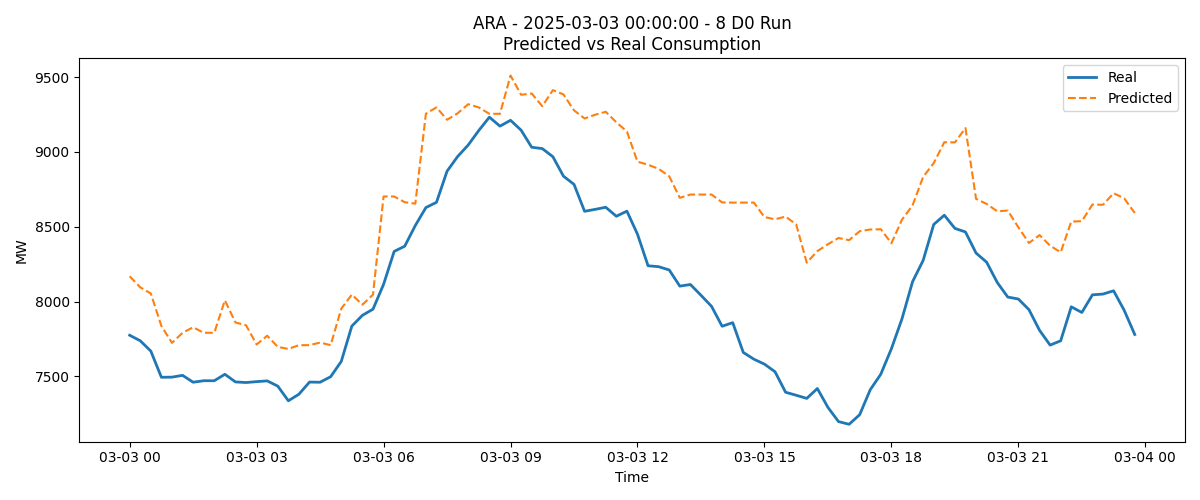 ARA - 2025-03-03 00:00:00 - 8 D0 Run
Predicted vs Real Consumption
Real
Predicted
MW
9500
9000
8500
8000
7500
03-03 00
03-03 03
03-03 06
03-03 09
03-03 12
03-03 15
03-03 18
03-03 21
03-04 00
Time